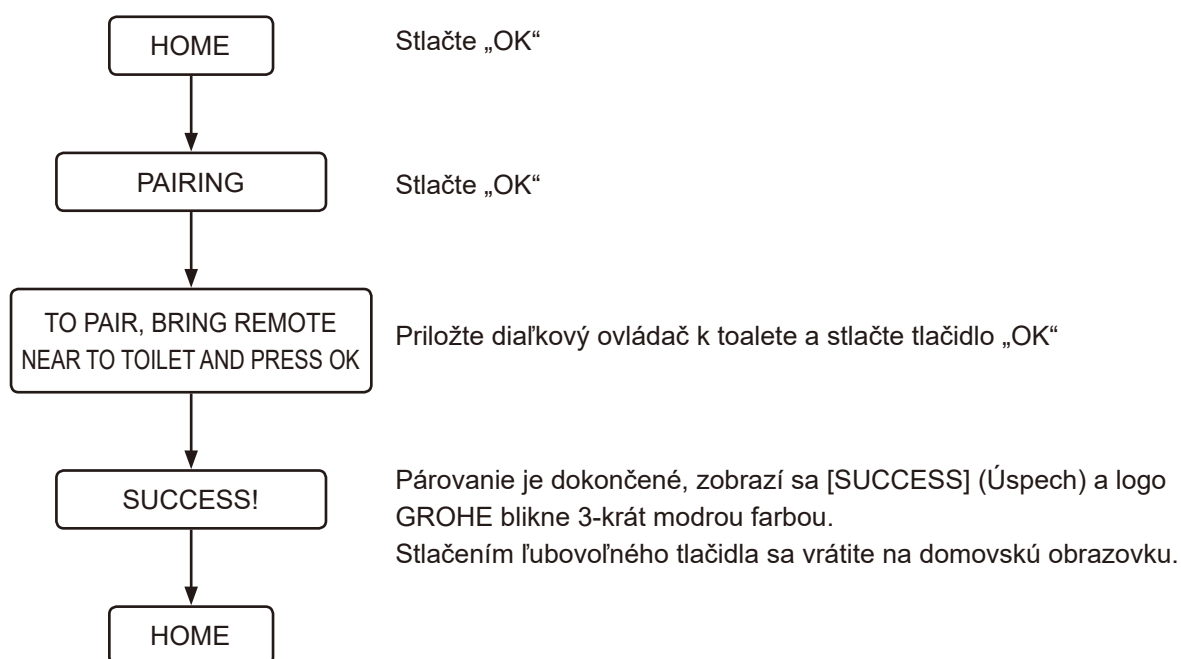 HOME
Stlačte „OK“
PAIRING
Stlačte „OK“
TO PAIR, BRING REMOTE
NEAR TO TOILET AND PRESS OK
Priložte diaľkový ovládač k toalete a stlačte tlačidlo „OK“
SUCCESS!
Párovanie je dokončené, zobrazí sa [SUCCESS] (Úspech) a logo
GROHE blikne 3-krát modrou farbou.
Stlačením ľubovoľného tlačidla sa vrátite na domovskú obrazovku.
HOME